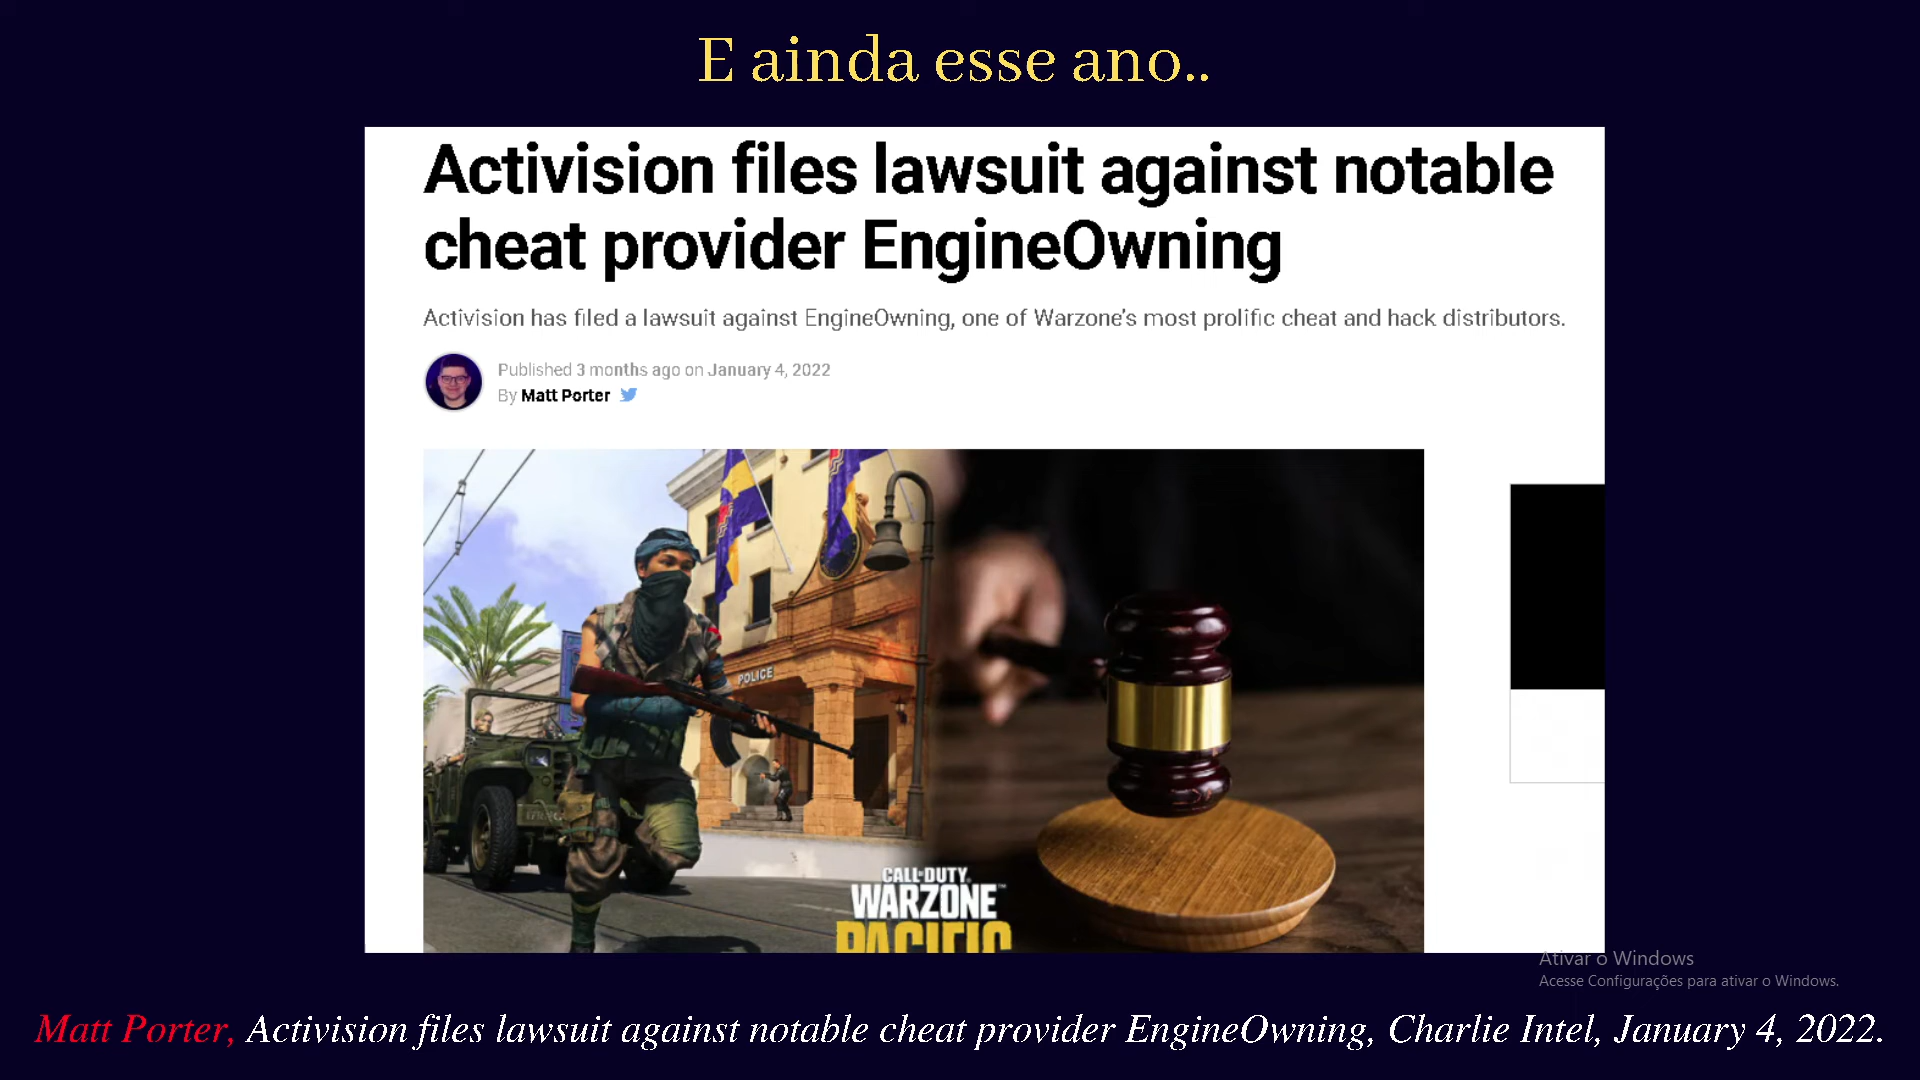 E ainda esse ano..
Activision files lawsuit against notable
cheat provider EngineOwning
Activision has filed a lawsuit against EngineOwning, one of Warzone's most prolific cheat and hack distributors.
Published 3 months ago on January 4, 2022
By Matt Porter
POLICE
CALL·DUTY
WARZONE™
PACIFIC
Ativar o Windows
Acesse Configurações para ativar o Windows.
Matt Porter, Activision files lawsuit against notable cheat provider EngineOwning, Charlie Intel, January 4, 2022.